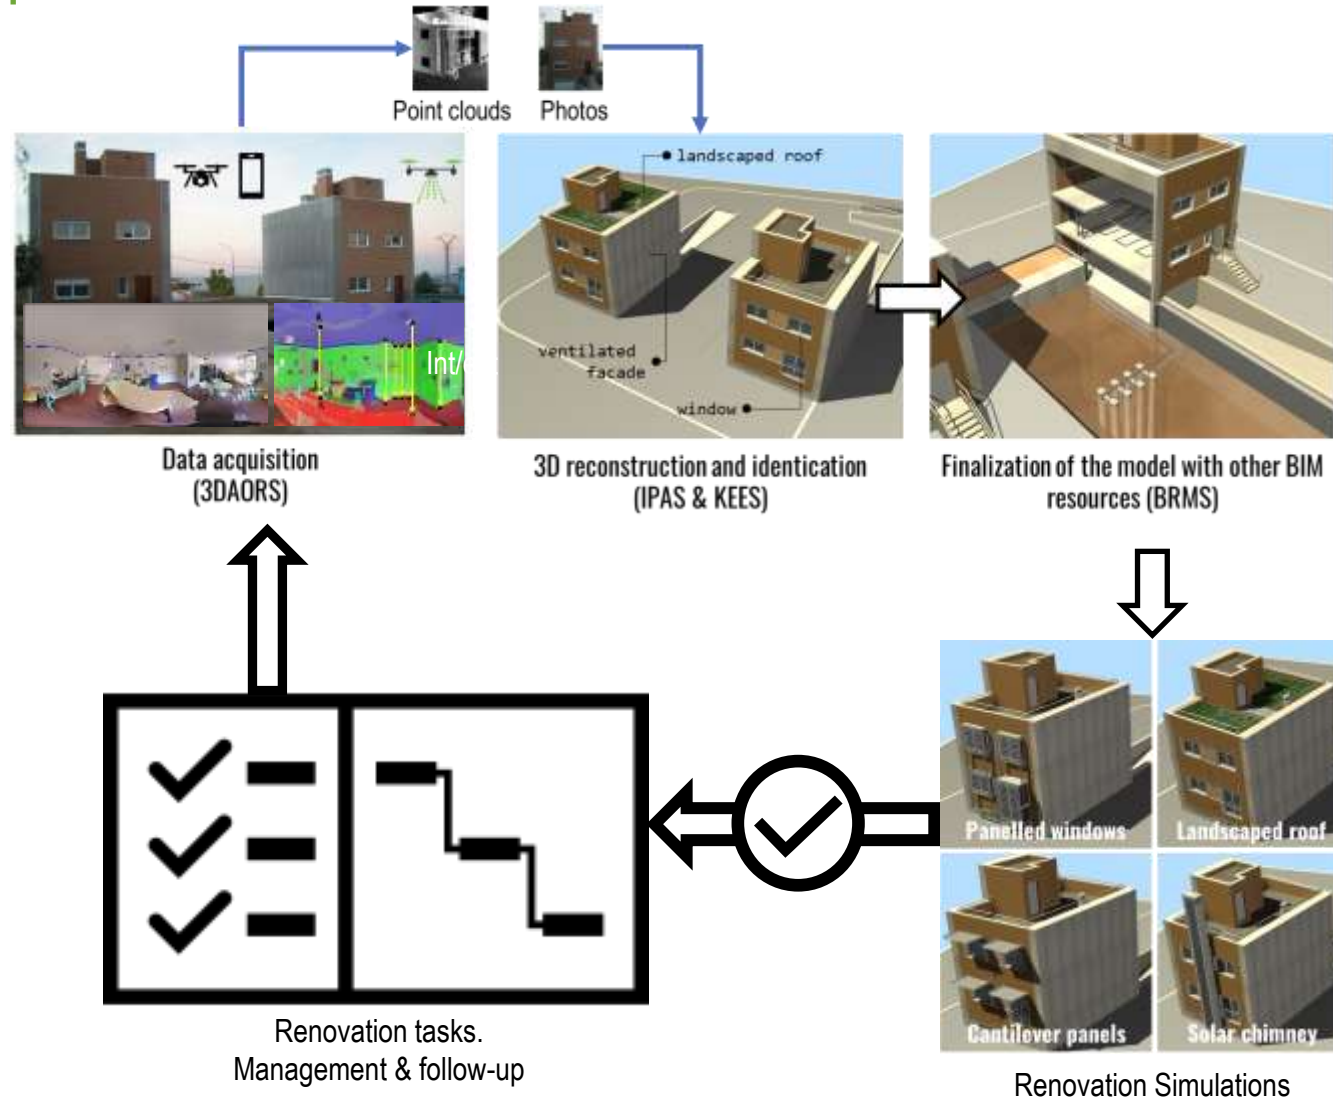 Point clouds
Photos
landscaped roof
ventilated
facade
window
Int/
Data acquisition
(3DAORS)
3D reconstruction and identication
(IPAS & KEES)
Finalization of the model with other BIM
resources (BRMS)
Panelled windows
Landscaped roof
Cantilever panels
Solar chimney
Renovation tasks.
Management & follow-up
Renovation Simulations